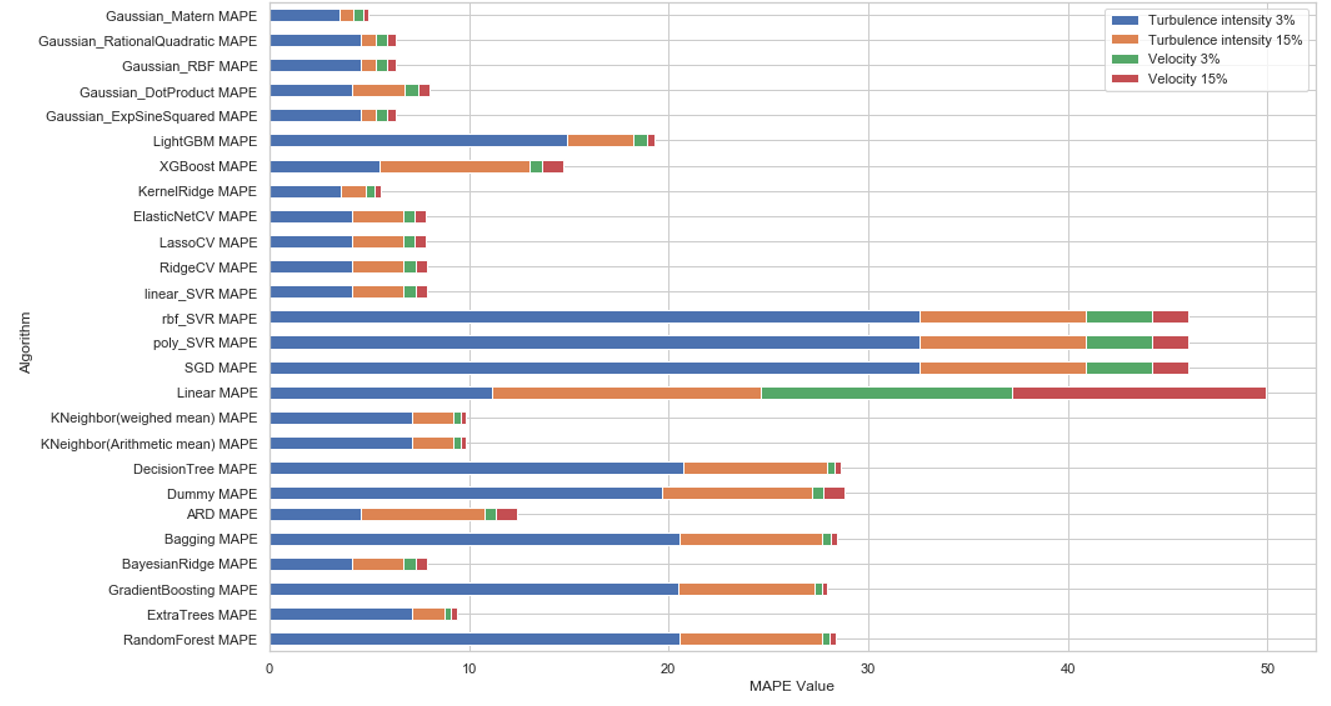 Gaussian_Matern MAPE
Gaussian_RationalQuadratic MAPE
Gaussian_RBF MAPE
Gaussian_DotProduct MAPE
Gaussian_ExpSineSquared MAPE
LightGBM MAPE
XGBoost MAPE
KernelRidge MAPE
ElasticNetCV MAPE
LassoCV MAPE
RidgeCV MAPE
linear_SVR MAPE
rbf_SVR MAPE
poly_SVR MAPE
SGD MAPE
Linear MAPE
KNeighbor(weighed mean) MAPE
KNeighbor(Arithmetic mean) MAPE
DecisionTree MAPE
Dummy MAPE
ARD MAPE
Bagging MAPE
BayesianRidge MAPE
GradientBoosting MAPE
ExtraTrees MAPE
RandomForest MAPE
Algorithm
Turbulence intensity 3%
Turbulence intensity 15%
Velocity 3%
Velocity 15%
0 10 20 30 40 50
MAPE Value